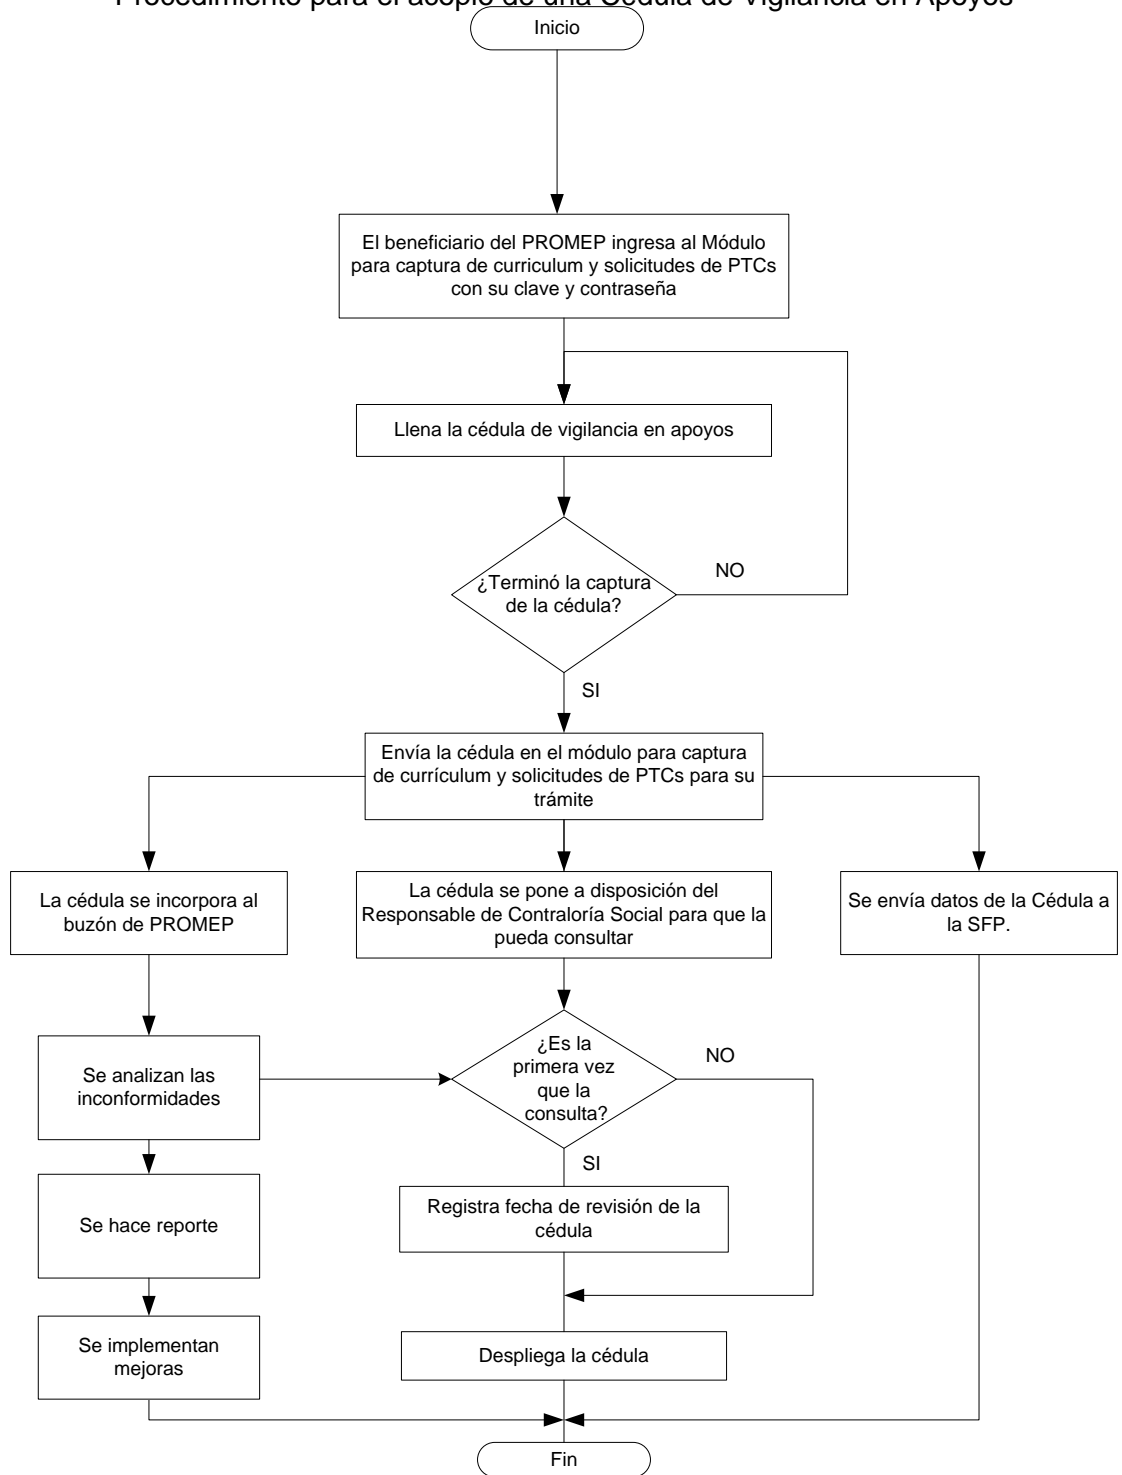 Procedimiento para el acopio de una Cédula de Vigilancia en Apoyos
Inicio
El beneficiario del PROMEP ingresa al Módulo
para captura de curriculum y solicitudes de PTCs
con su clave y contraseña
Llena la cédula de vigilancia en apoyos
¿Terminó la captura
de la cédula?
NO
SI
Envía la cédula en el módulo para captura
de currículum y solicitudes de PTCs para su
trámite
La cédula se incorpora al
buzón de PROMEP
La cédula se pone a disposición del
Responsable de Contraloría Social para que la
pueda consultar
Se envía datos de la Cédula a
la SFP.
Se analizan las
inconformidades
¿Es la
primera vez
que la
consulta?
NO
SI
Se hace reporte
Registra fecha de revisión de la
cédula
Se implementan
mejoras
Despliega la cédula
Fin